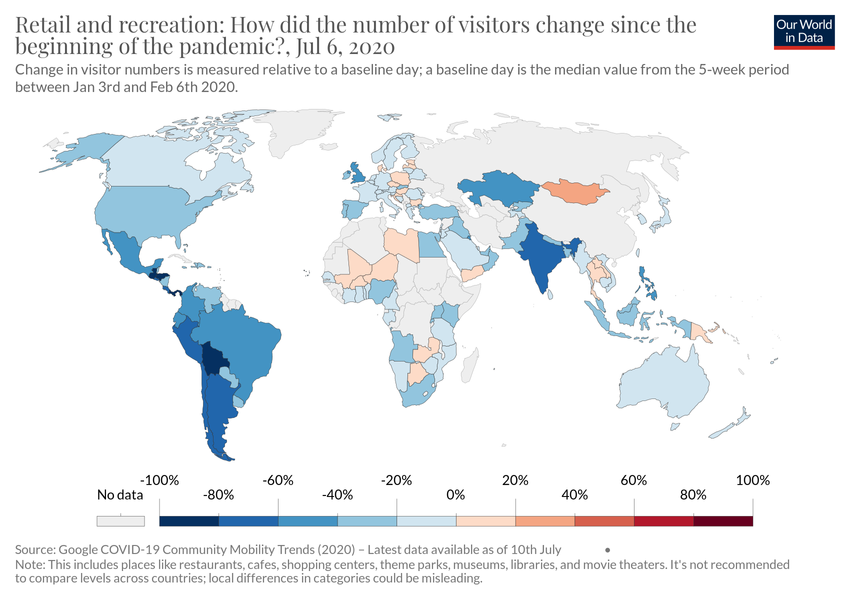 Retail and recreation: How did the number of visitors change since the
beginning of the pandemic?, Jul 6, 2020
Our World
in Data
Change in visitor numbers is measured relative to a baseline day; a baseline day is the median value from the 5-week period
between Jan 3rd and Feb 6th 2020.
-100% -60% -20% 20% 60% 100%
No data -80% -40% 0% 40% 80%
Source: Google COVID-19 Community Mobility Trends (2020) – Latest data available as of 10th July
Note: This includes places like restaurants, cafes, shopping centers, theme parks, museums, libraries, and movie theaters. It's not recommended
to compare levels across countries; local differences in categories could be misleading.